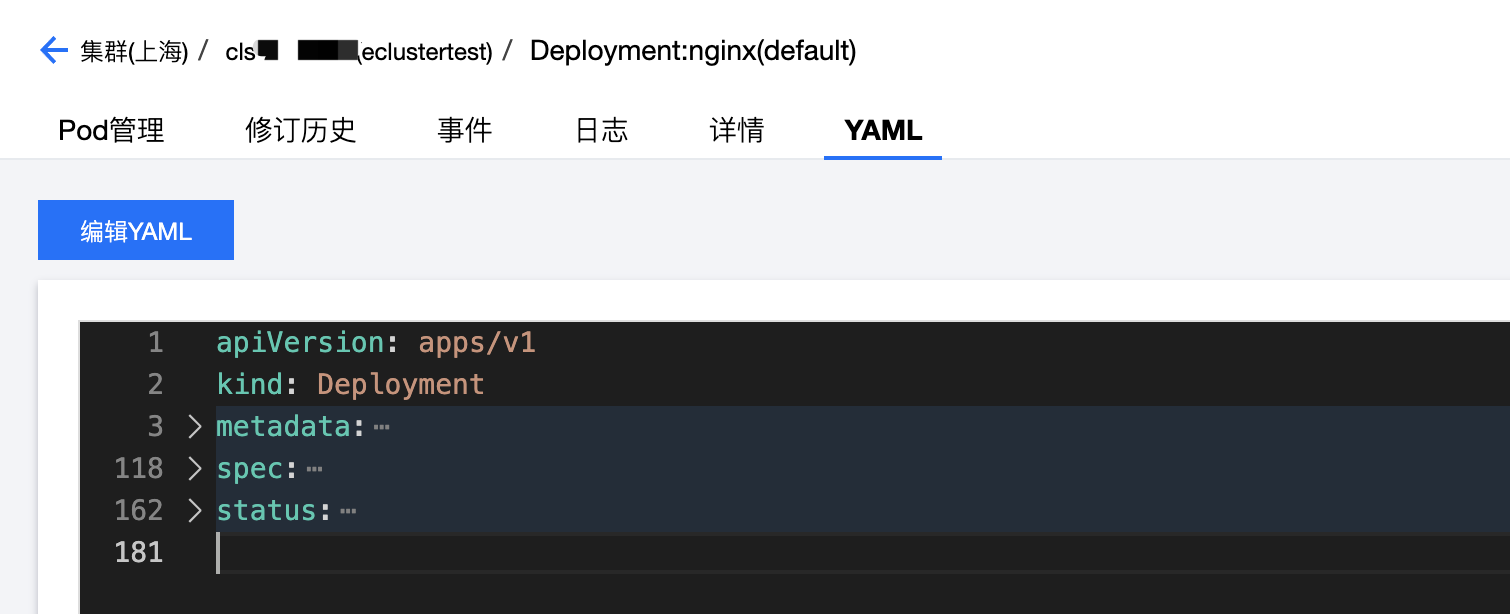 集群(上海) / cls (eclustertest) / Deployment:nginx(default)
Pod管理 修订历史 事件 日志 详情 YAML
编辑YAML
1 apiVersion: apps/v1
2 kind: Deployment
3 metadata:⋯
118 spec:⋯
162 status:⋯
181